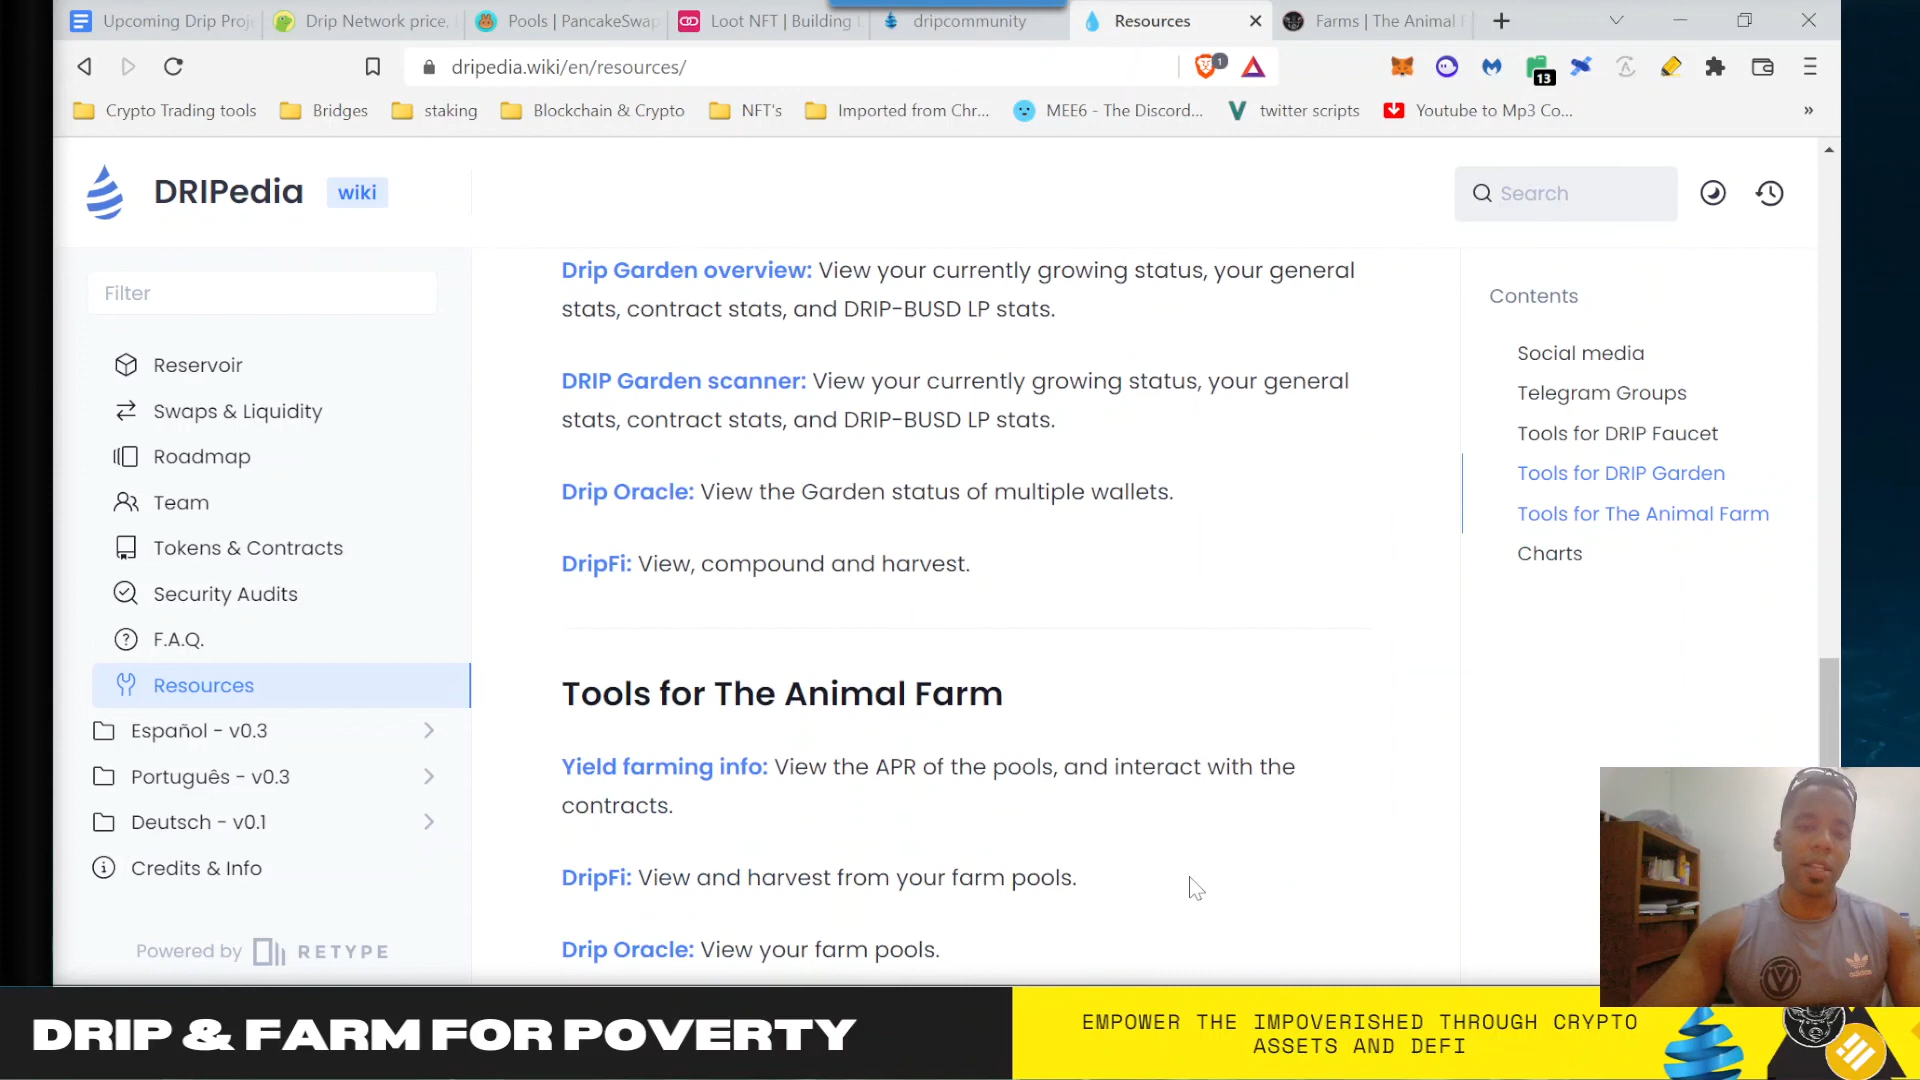 Upcoming Drip Proj
Drip Network price,
Pools | PancakeSwap
Loot NFT | Building L
dripcommunity
Resources
Farms | The Animal F
dripedia.wiki/en/resources/
1
13
Crypto Trading tools
Bridges
staking
Blockchain & Crypto
NFT's
Imported from Chr...
MEE6 - The Discord...
twitter scripts
Youtube to Mp3 Co...
»
DRIPedia wiki
Search
Filter
Reservoir
Swaps & Liquidity
Roadmap
Team
Tokens & Contracts
Security Audits
F.A.Q.
Resources
Español - v0.3
Português - v0.3
Deutsch - v0.1
Credits & Info
Powered by RETYPE
Drip Garden overview: View your currently growing status, your general
stats, contract stats, and DRIP-BUSD LP stats.
DRIP Garden scanner: View your currently growing status, your general
stats, contract stats, and DRIP-BUSD LP stats.
Drip Oracle: View the Garden status of multiple wallets.
DripFi: View, compound and harvest.
Tools for The Animal Farm
Yield farming info: View the APR of the pools, and interact with the
contracts.
DripFi: View and harvest from your farm pools.
Drip Oracle: View your farm pools.
Contents
Social media
Telegram Groups
Tools for DRIP Faucet
Tools for DRIP Garden
Tools for The Animal Farm
Charts
adidas
DRIP & FARM FOR POVERTY
EMPOWER THE IMPOVERISHED THROUGH CRYPTO
ASSETS AND DEFI